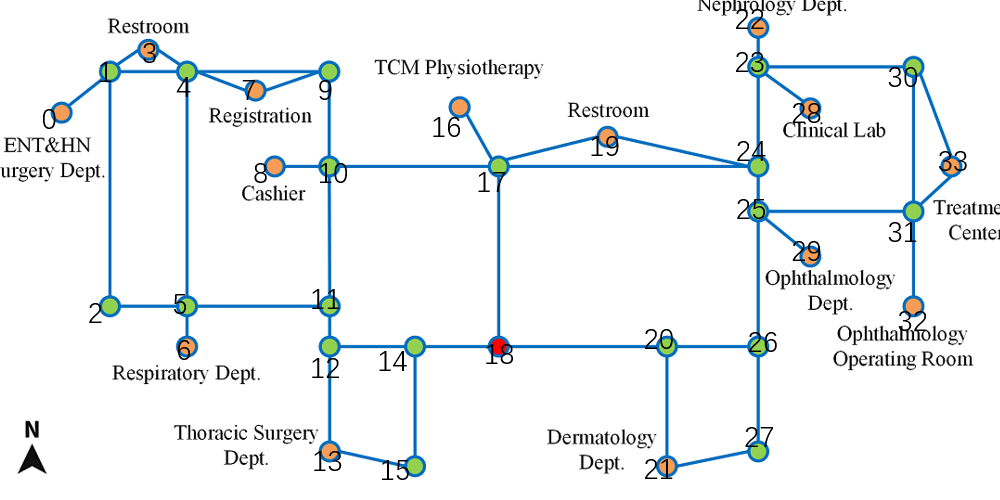 Nephrology Dept.
22
Restroom
3
1
4
9
23
30
TCM Physiotherapy
7
Registration
16
Restroom
28
Clinical Lab
0
ENT&HN
urgery Dept.
19
24
33
8
Cashier
10
17
25
Treatme
Center
31
29
Ophthalmology
Dept.
2
5
11
32
Ophthalmology
Operating Room
6
Respiratory Dept.
12
14
18
20
26
N
Thoracic Surgery
Dept.
13
15
Dermatology
Dept.
21
27